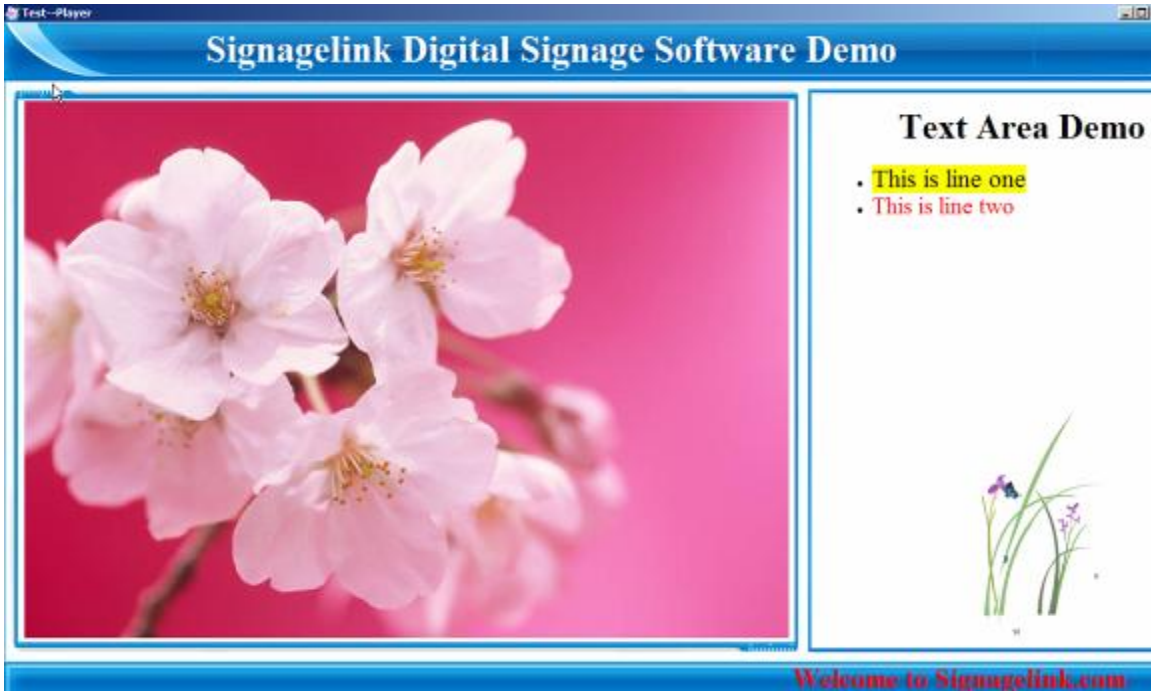 Test--Player
Signagelink Digital Signage Software Demo
Text Area Demo
• This is line one
• This is line two
Welcome to Signagelink.com